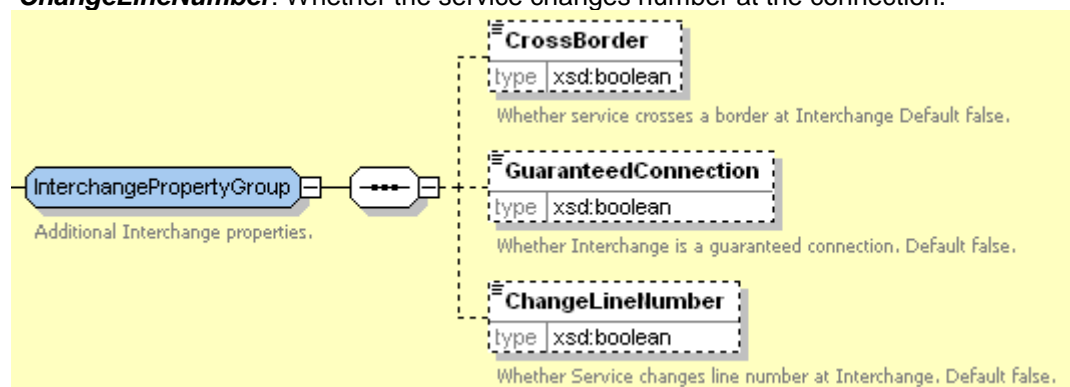 ChangeLineNumber. Whether the service changes number at the connection.
CrossBorder
type xsd:boolean
Whether service crosses a border at Interchange Default false.
InterchangePropertyGroup
Additional Interchange properties.
GuaranteedConnection
type xsd:boolean
Whether Interchange is a guaranteed connection. Default false.
ChangeLineNumber
type xsd:boolean
Whether Service changes line number at Interchange. Default false.